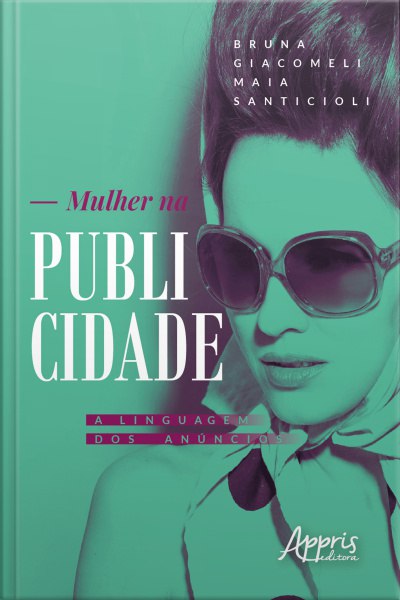 BRUNA
GIACOMELI
MAIA
SANTICIOLI
— Mulher na
PUBLI
CIDADE
A LINGUAGEM
DOS ANÚNCIOS
Appris
editora